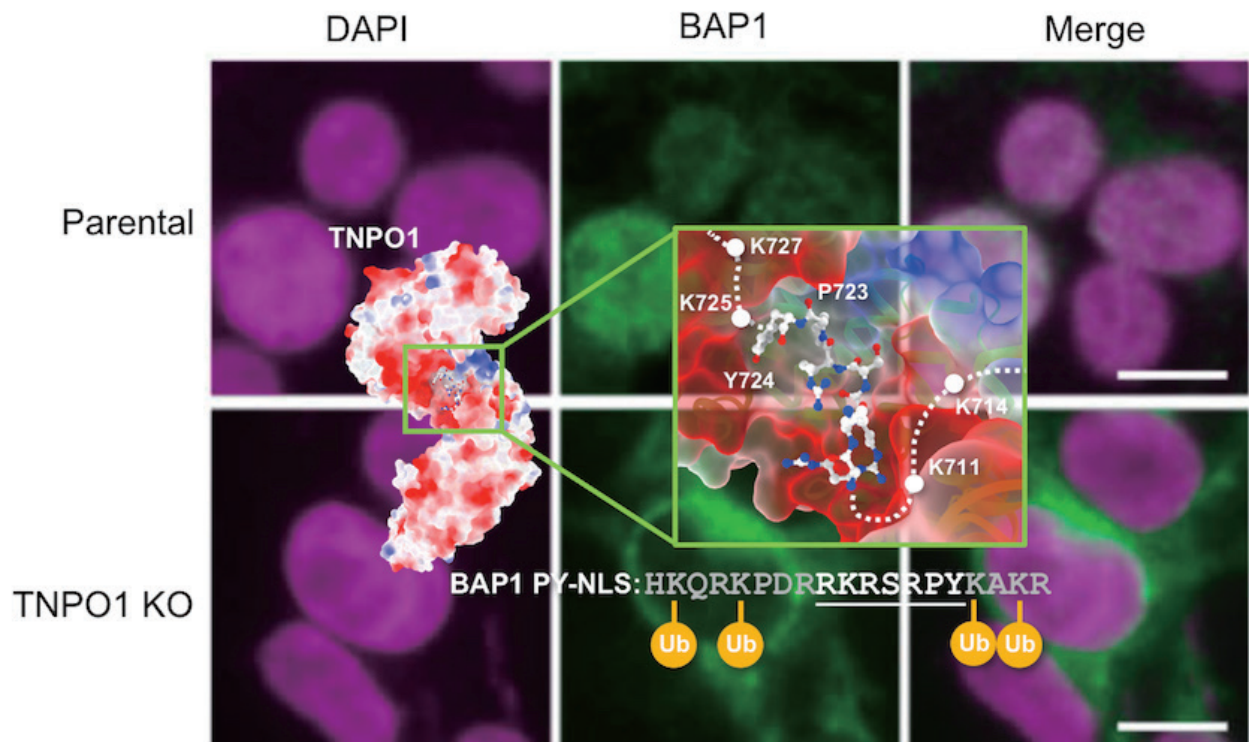 DAPI BAP1 Merge
Parental
TNPO1
K727
K725
P723
Y724
K714
K711
TNPO1 KO
BAP1 PY-NLS:HKQRKPDRRKRSRPYKAKR
Ub Ub Ub Ub